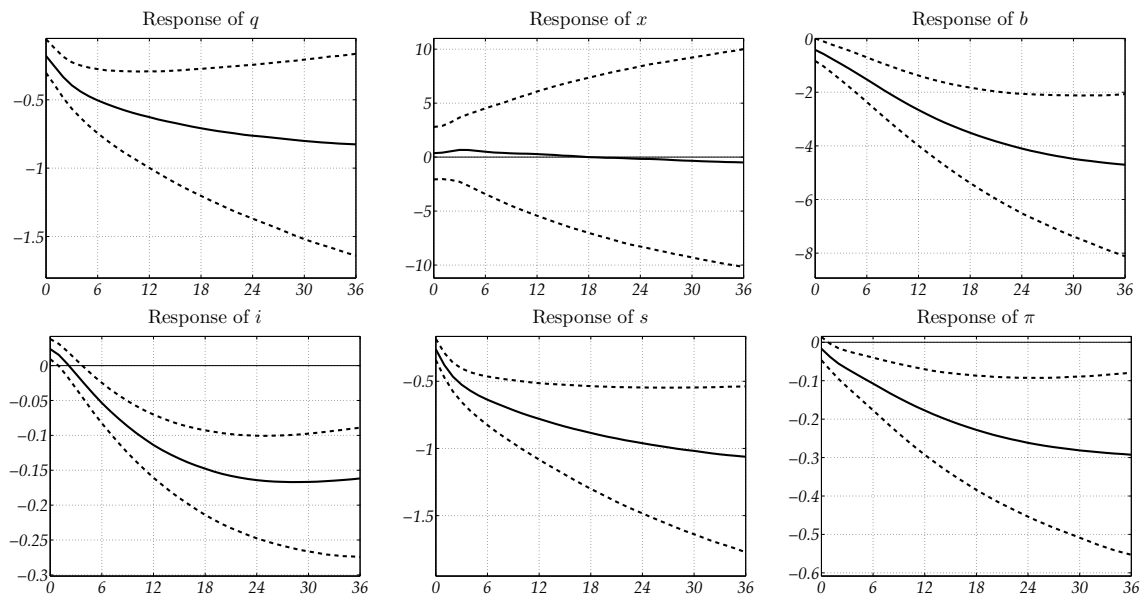 Response of q
Response of x
Response of b
−0.5
−1
−1.5
0 6 12 18 24 30 36
10
5
0
−5
−10
0 6 12 18 24 30 36
0
−2
−4
−6
−8
0 6 12 18 24 30 36
Response of i
Response of s
Response of π
0
−0.05
−0.1
−0.15
−0.2
−0.25
−0.3
0 6 12 18 24 30 36
−0.5
−1
−1.5
0 6 12 18 24 30 36
0
−0.1
−0.2
−0.3
−0.4
−0.5
−0.6
0 6 12 18 24 30 36